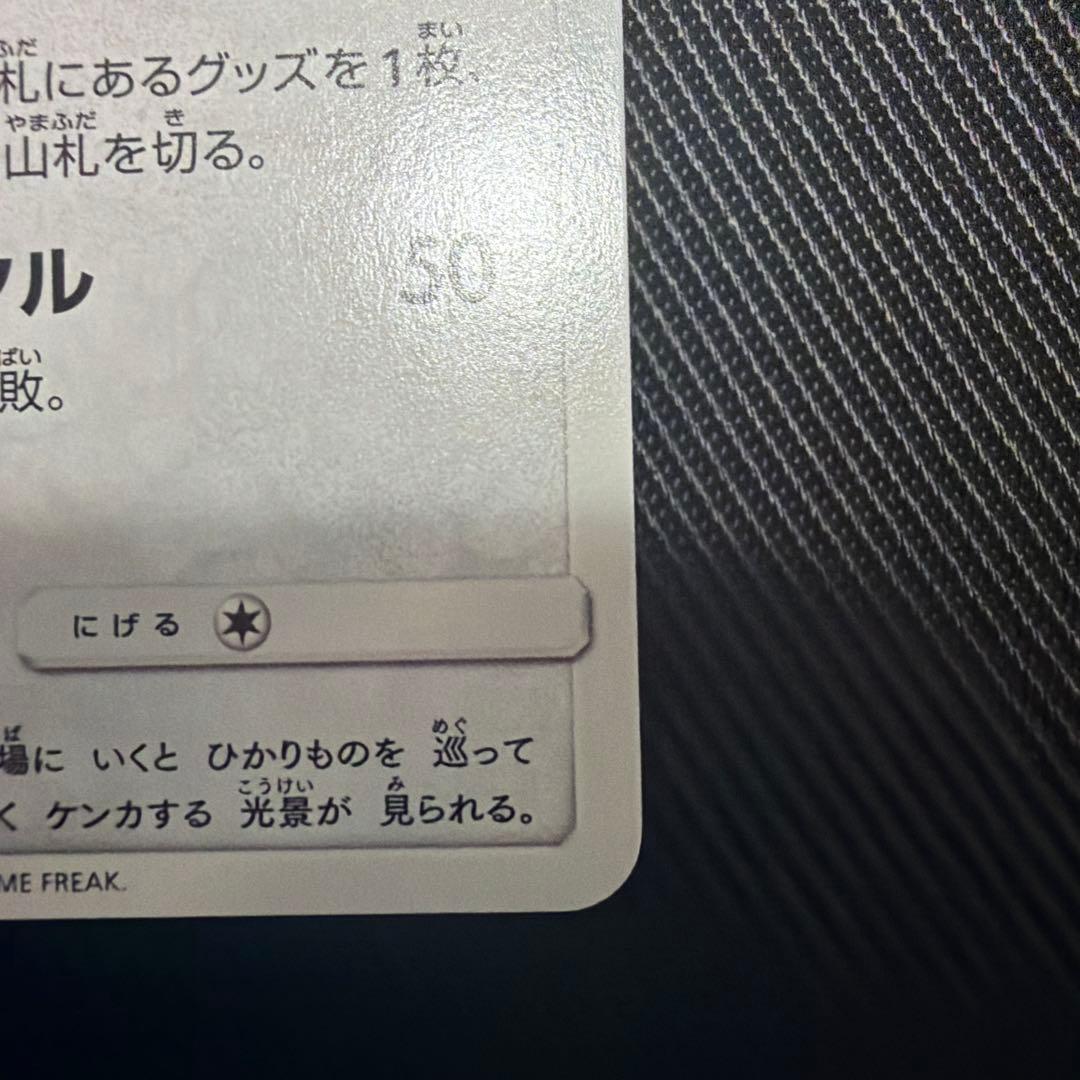 札にあるグッズを1枚、
山札を切る。
ル 50
敗。
にげる
場に いくと ひかりものを 巡って
く ケンカする 光景が 見られる。
ME FREAK.